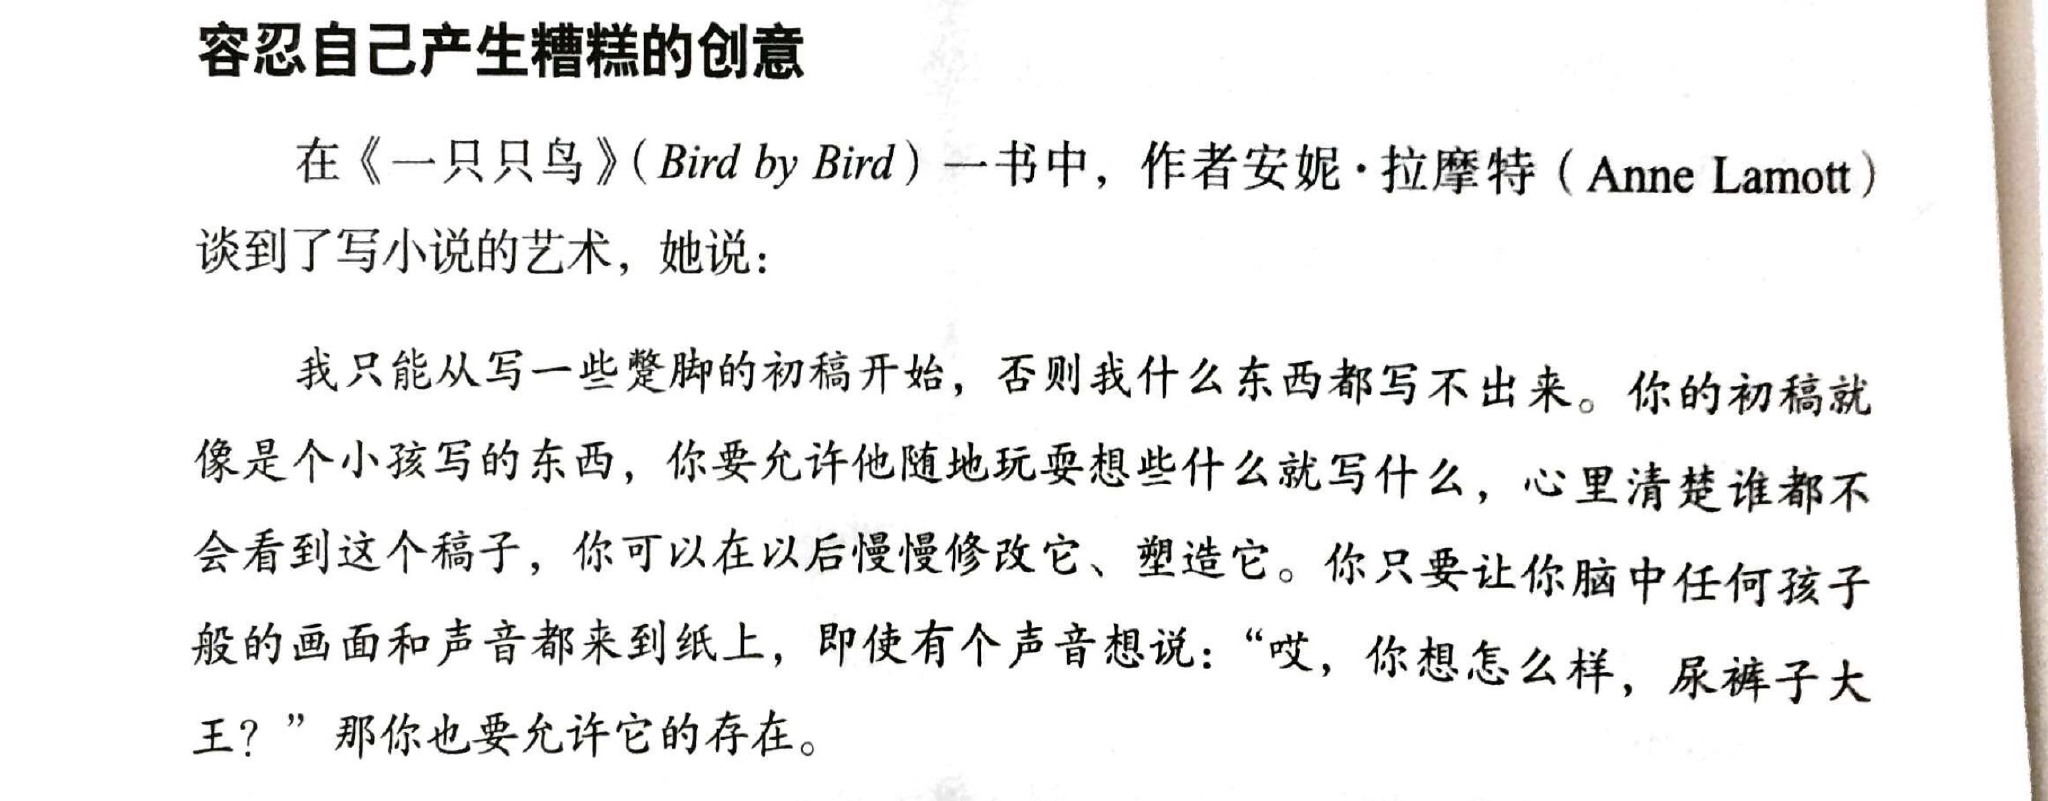 容忍自己产生糟糕的创意
在《一只只鸟》（Bird by Bird）一书中，作者安妮·拉摩特（Anne Lamott）
谈到了写小说的艺术，她说：
我只能从写一些蹩脚的初稿开始，否则我什么东西都写不出来。你的初稿就
像是个小孩写的东西，你要允许他随地玩耍想些什么就写什么，心里清楚谁都不
会看到这个稿子，你可以在以后慢慢修改它、塑造它。你只要让你脑中任何孩子
般的画面和声音都来到纸上，即使有个声音想说：“哎，你想怎么样，尿裤子大
王？”那你也要允许它的存在。